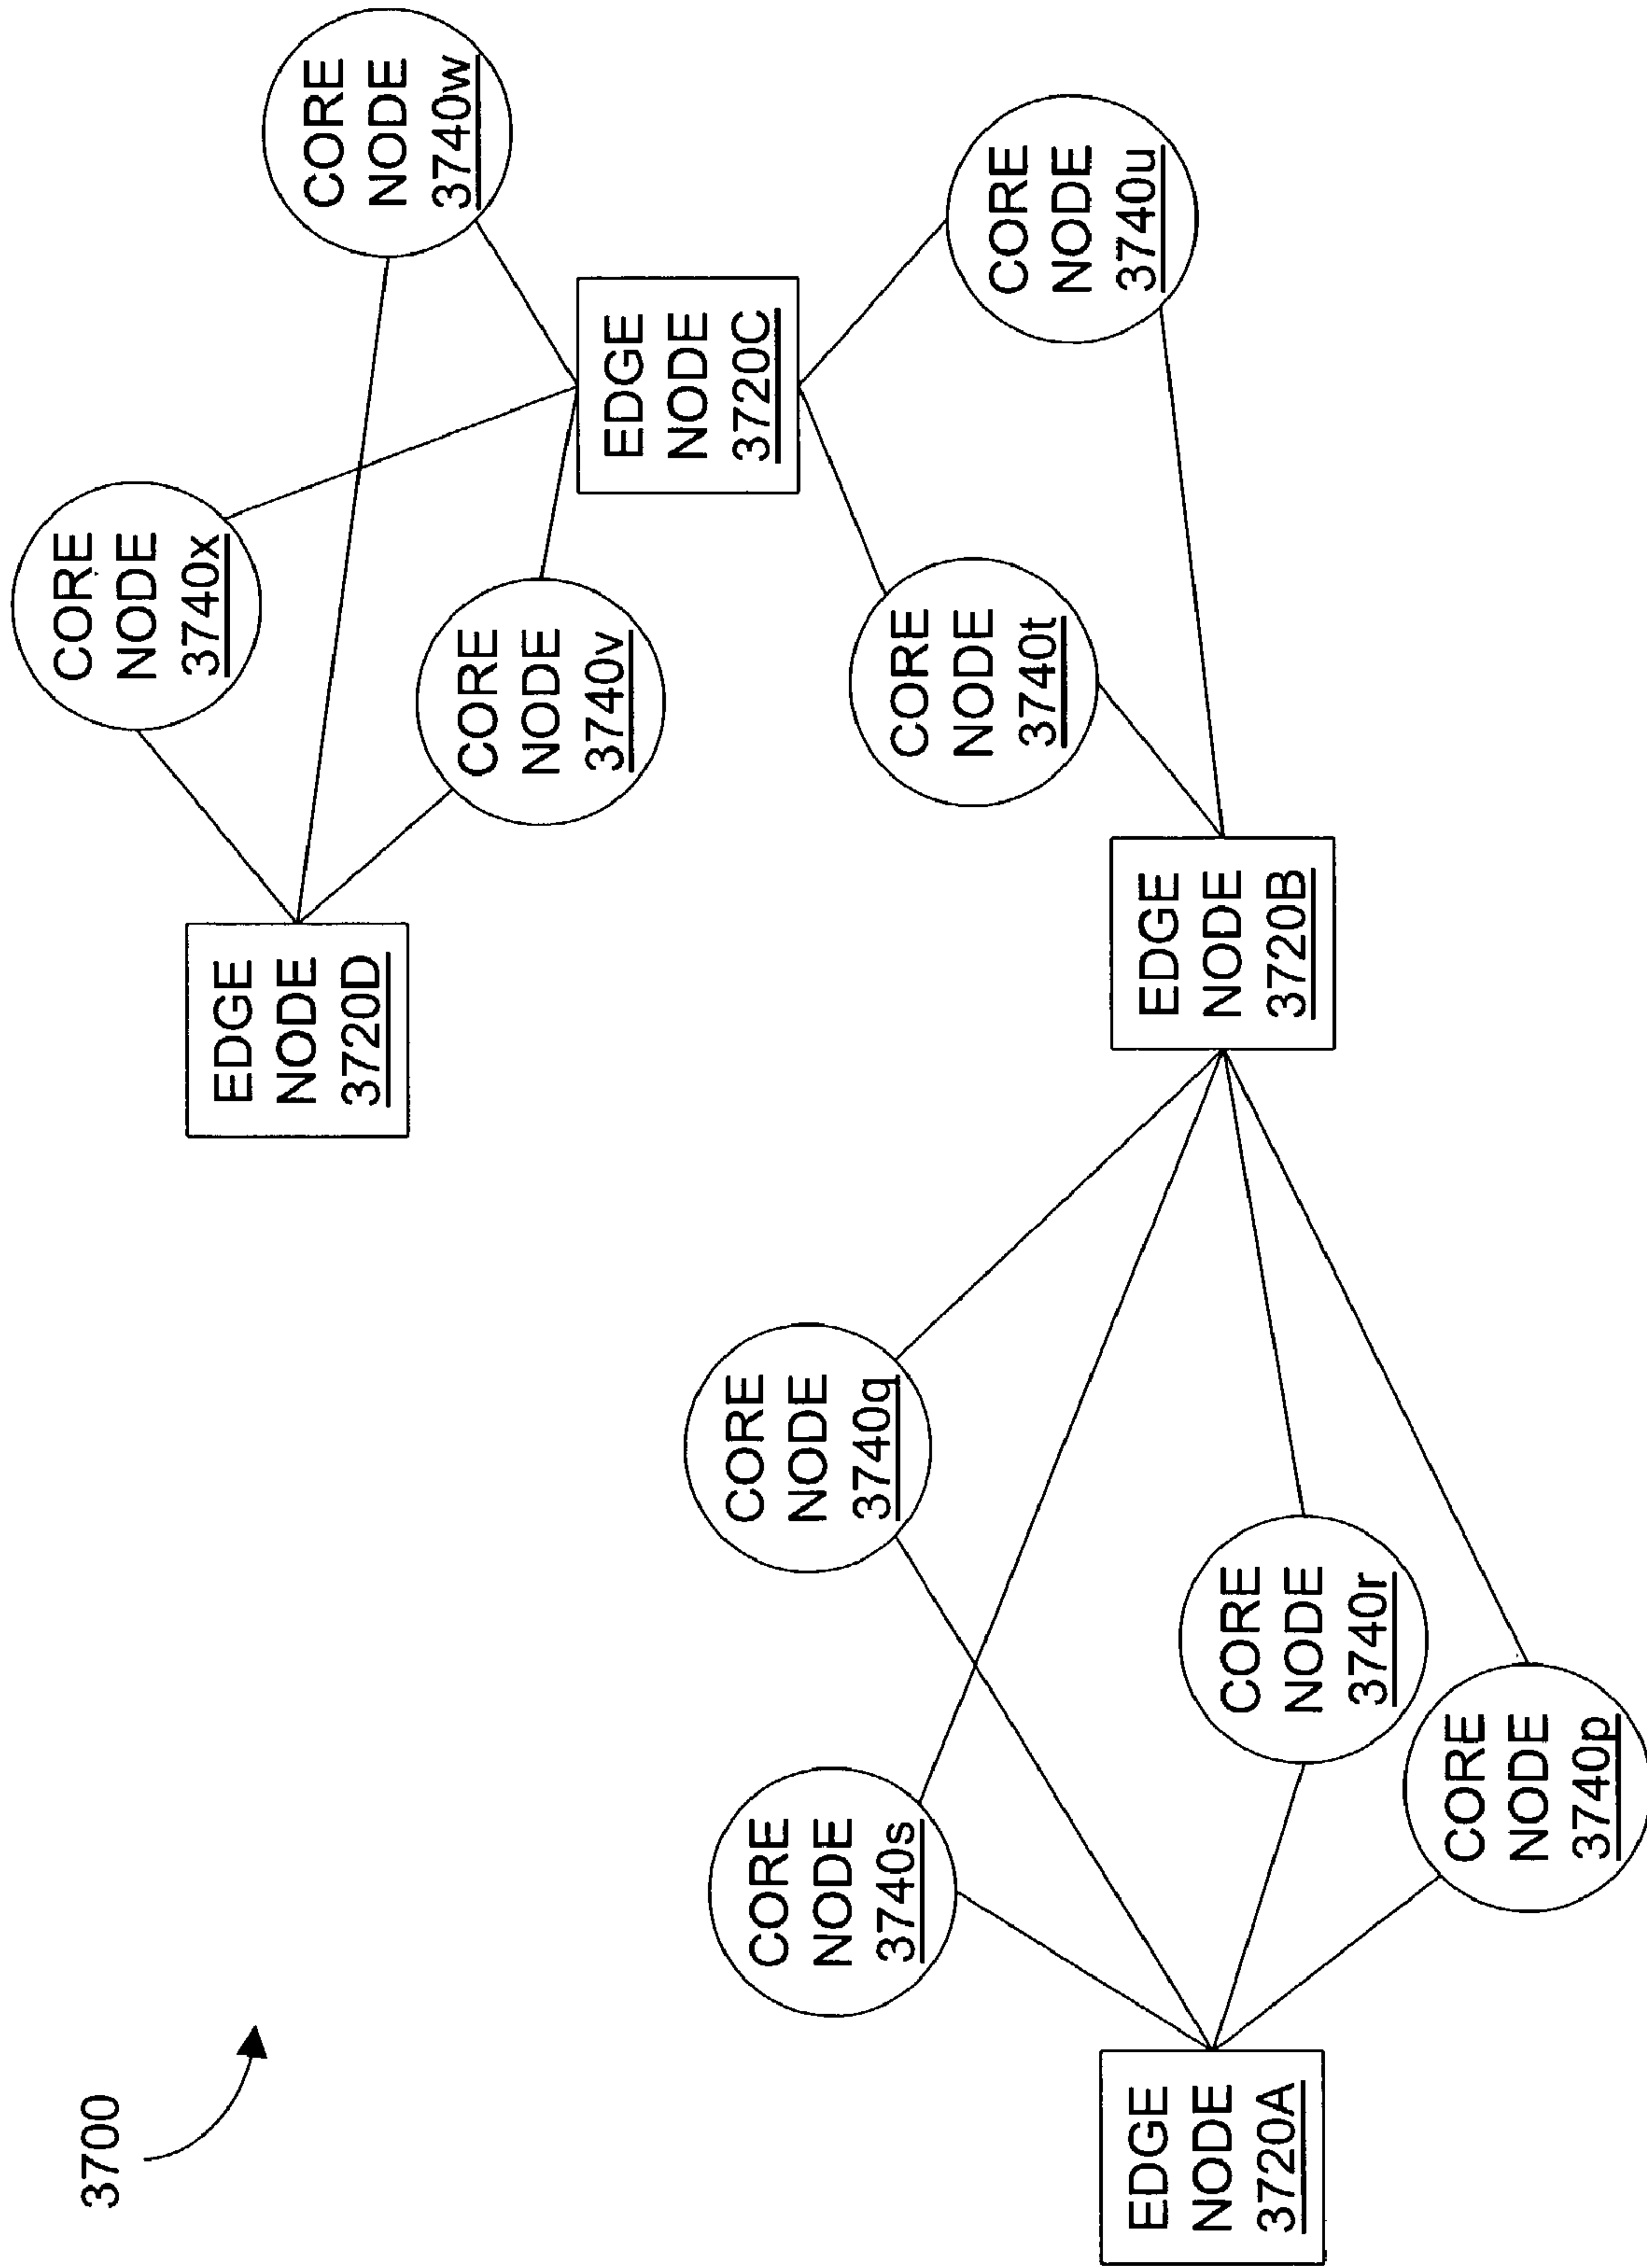 3700
CORE
NODE
3740x
EDGE
NODE
3720D
CORE
NODE
3740w
CORE
NODE
3740v
EDGE
NODE
3720C
CORE
NODE
3740s
CORE
NODE
3740q
CORE
NODE
3740t
CORE
NODE
3740u
EDGE
NODE
3720A
EDGE
NODE
3720B
CORE
NODE
3740r
CORE
NODE
3740p